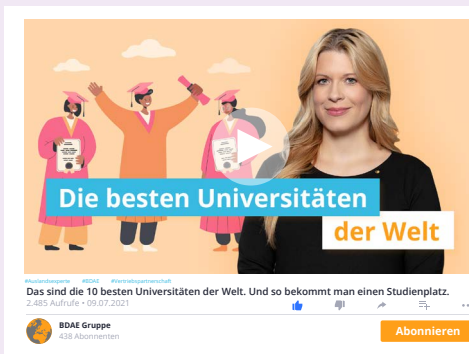 Die besten Universitäten
der Welt
#Auslandsexperte #BDAE #Vertriebspartnerschaft
Das sind die 10 besten Universitäten der Welt. Und so bekommt man einen Studienplatz.
2.485 Aufrufe • 09.07.2021
BDAE Gruppe
438 Abonnenten
Abonnieren